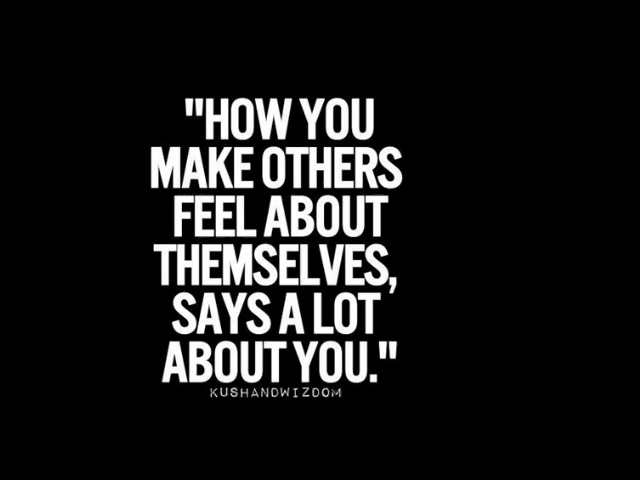 "HOW YOU
MAKE OTHERS
FEEL ABOUT
THEMSELVES,
SAYS A LOT
ABOUT YOU."
KUSHANDWIZDOM